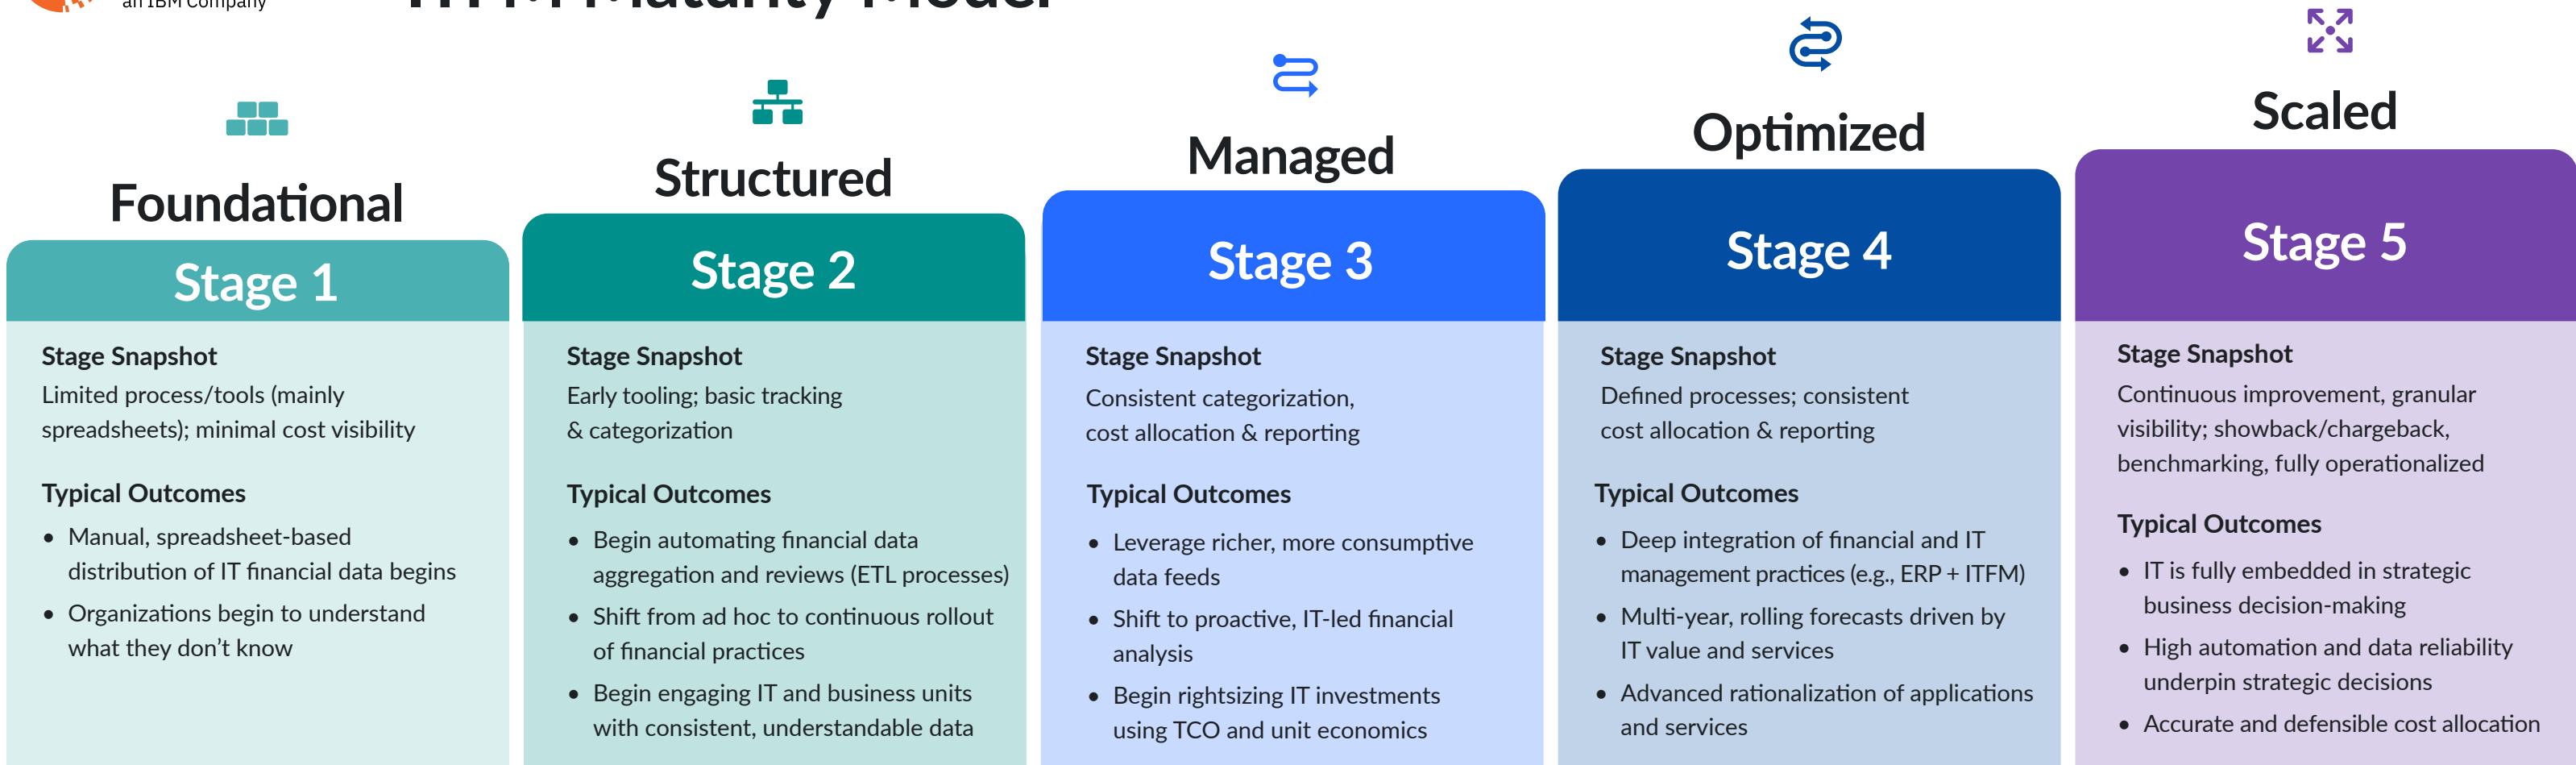 an IBM Company
ITFM Maturity Model
Foundational
Stage 1
Stage Snapshot
Limited process/tools (mainly
spreadsheets); minimal cost visibility
Typical Outcomes
• Manual, spreadsheet-based
distribution of IT financial data begins
• Organizations begin to understand
what they don’t know
Structured
Stage 2
Stage Snapshot
Early tooling; basic tracking
& categorization
Typical Outcomes
• Begin automating financial data
aggregation and reviews (ETL processes)
• Shift from ad hoc to continuous rollout
of financial practices
• Begin engaging IT and business units
with consistent, understandable data
Managed
Stage 3
Stage Snapshot
Consistent categorization,
cost allocation & reporting
Typical Outcomes
• Leverage richer, more consumptive
data feeds
• Shift to proactive, IT-led financial
analysis
• Begin rightsizing IT investments
using TCO and unit economics
Optimized
Stage 4
Stage Snapshot
Defined processes; consistent
cost allocation & reporting
Typical Outcomes
• Deep integration of financial and IT
management practices (e.g., ERP + ITFM)
• Multi-year, rolling forecasts driven by
IT value and services
• Advanced rationalization of applications
and services
Scaled
Stage 5
Stage Snapshot
Continuous improvement, granular
visibility; showback/chargeback,
benchmarking, fully operationalized
Typical Outcomes
• IT is fully embedded in strategic
business decision-making
• High automation and data reliability
underpin strategic decisions
• Accurate and defensible cost allocation